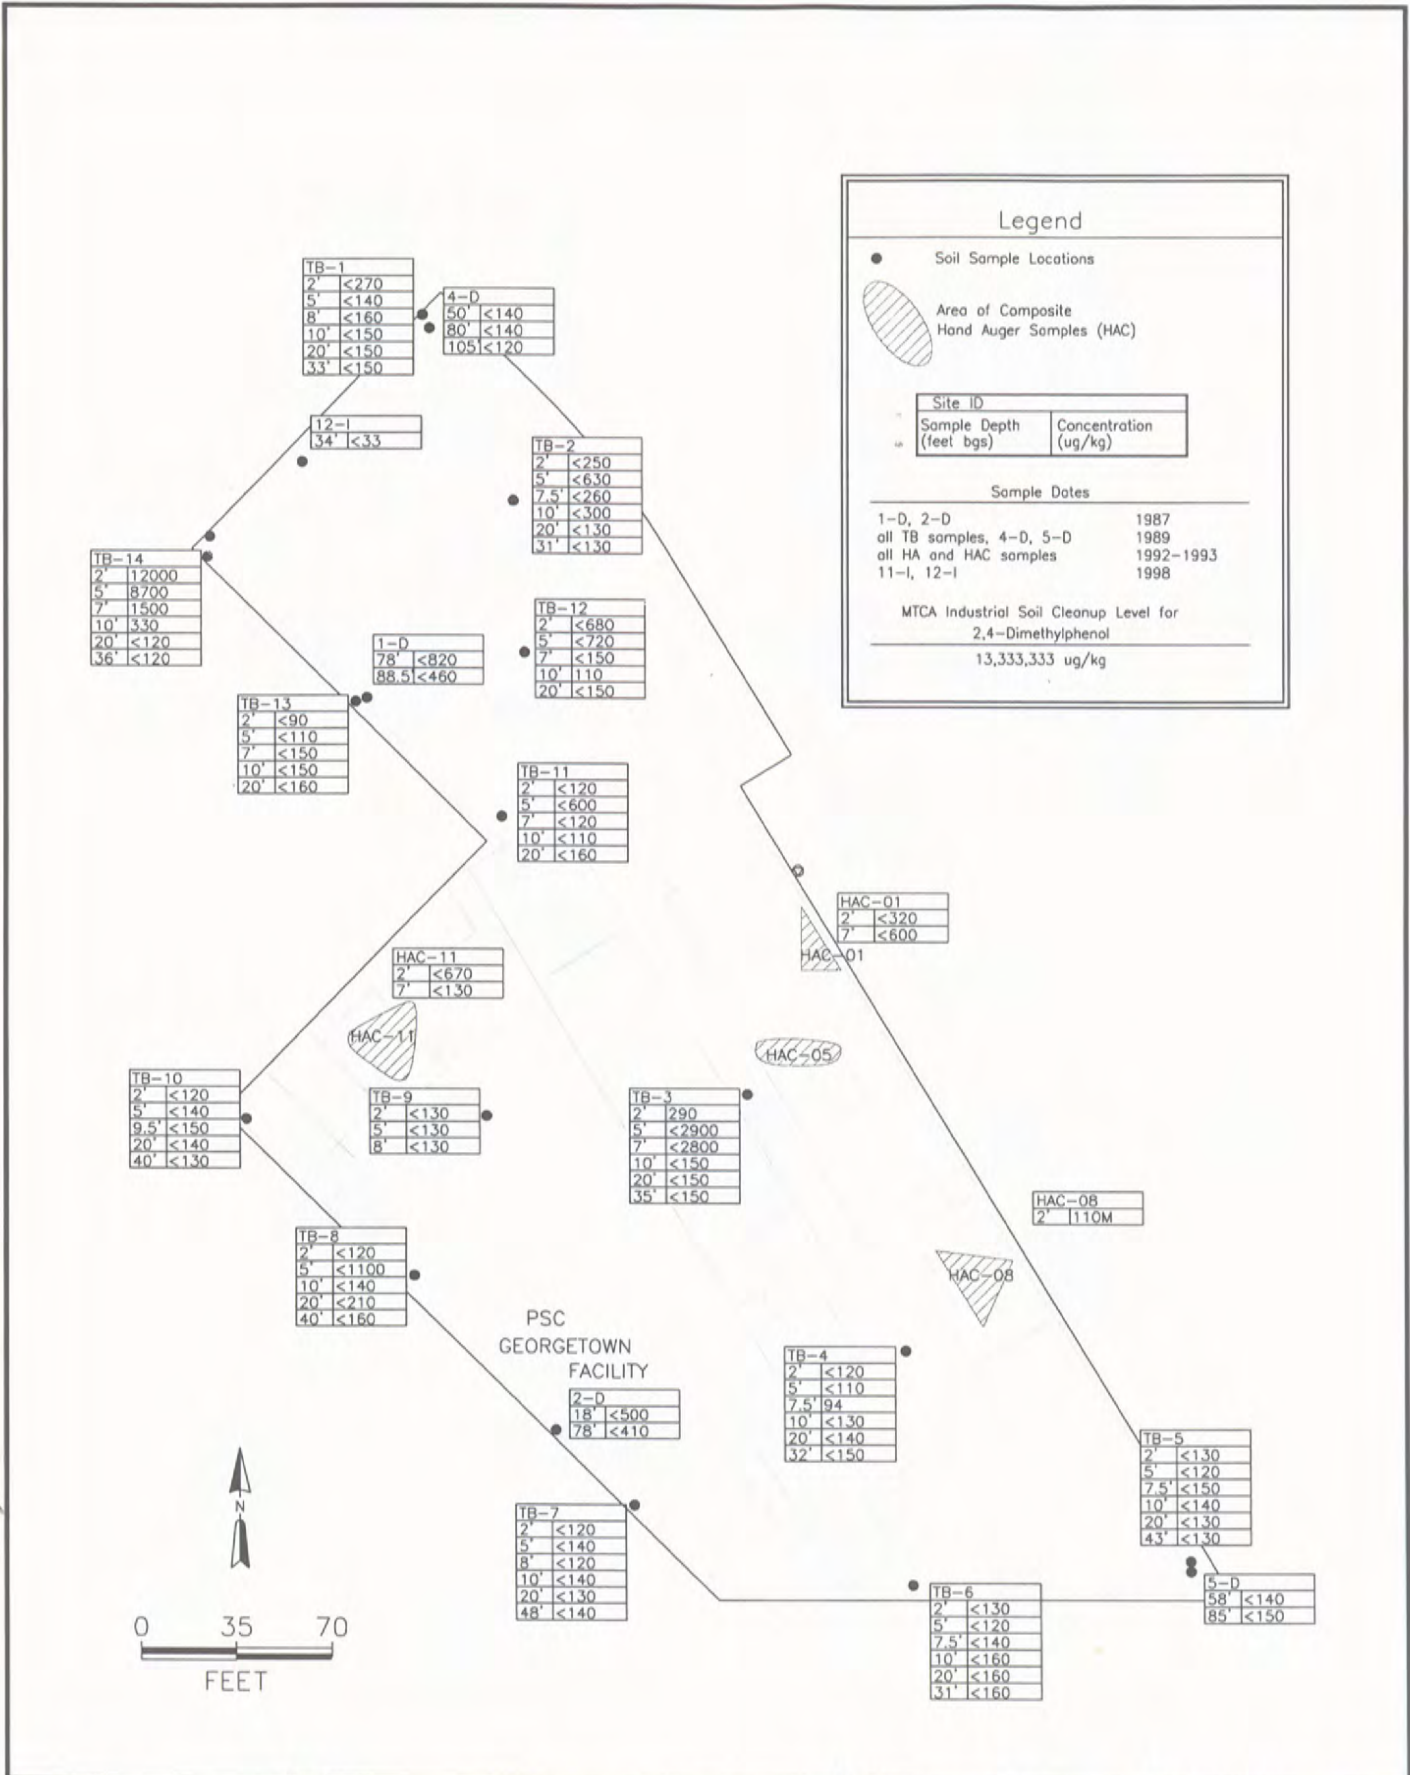 Legend
Soil Sample Locations
Area of Composite
Hand Auger Samples (HAC)
Site ID
Sample Depth
(feet bgs)
Concentration
(ug/kg)
Sample Dates
1-D, 2-D 1987
all TB samples, 4-D, 5-D 1989
all HA and HAC samples 1992-1993
11-I, 12-I 1998
MTCA Industrial Soil Cleanup Level for
2,4-Dimethylphenol
13,333,333 ug/kg
TB-1
2' <270
5' <140
8' <160
10' <150
20' <150
33' <150
4-D
50' <140
80' <140
105' <120
12-I
34' <33
TB-2
2' <250
5' <630
7.5' <260
10' <300
20' <130
31' <130
TB-14
2' 12000
5' 8700
7' 1500
10' 330
20' <120
36' <120
TB-12
2' <680
5' <720
7' <150
10' 110
20' <150
1-D
78' <820
88.5' <460
TB-13
2' <90
5' <110
7' <150
10' <150
20' <160
TB-11
2' <120
5' <600
7' <120
10' <110
20' <160
HAC-01
2' <320
7' <600
HAC-01
HAC-11
2' <670
7' <130
HAC-11
HAC-05
TB-10
2' <120
5' <140
9.5' <150
20' <140
40' <130
TB-9
2' <130
5' <130
8' <130
TB-3
2' 290
5' <2900
7' <2800
10' <150
20' <150
35' <150
HAC-08
2' 110M
HAC-08
TB-8
2' <120
5' <1100
10' <140
20' <210
40' <160
PSC
GEORGETOWN
FACILITY
2-D
18' <500
78' <410
TB-4
2' <120
5' <110
7.5' 94
10' <130
20' <140
32' <150
TB-5
2' <130
5' <120
7.5' <150
10' <140
20' <130
43' <130
TB-7
2' <120
5' <140
8' <120
10' <140
20' <130
48' <140
5-D
58' <140
85' <150
TB-6
2' <130
5' <120
7.5' <140
10' <160
20' <160
31' <160
N
0 35 70
FEET